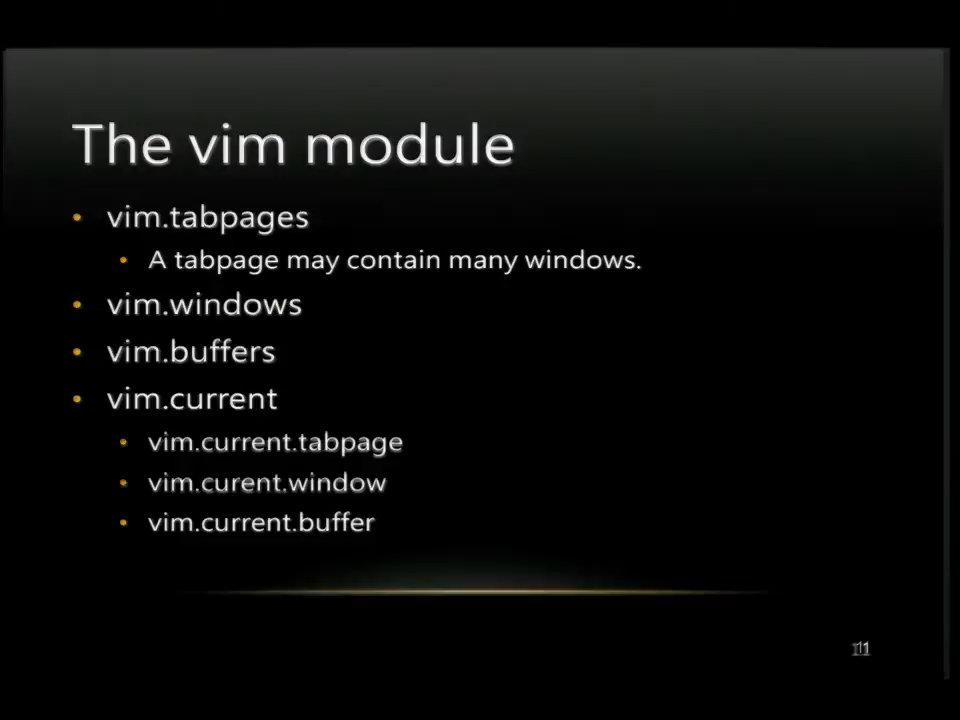 The vim module
• vim.tabpages
• A tabpage may contain many windows.
• vim.windows
• vim.buffers
• vim.current
• vim.current.tabpage
• vim.curent.window
• vim.current.buffer
11